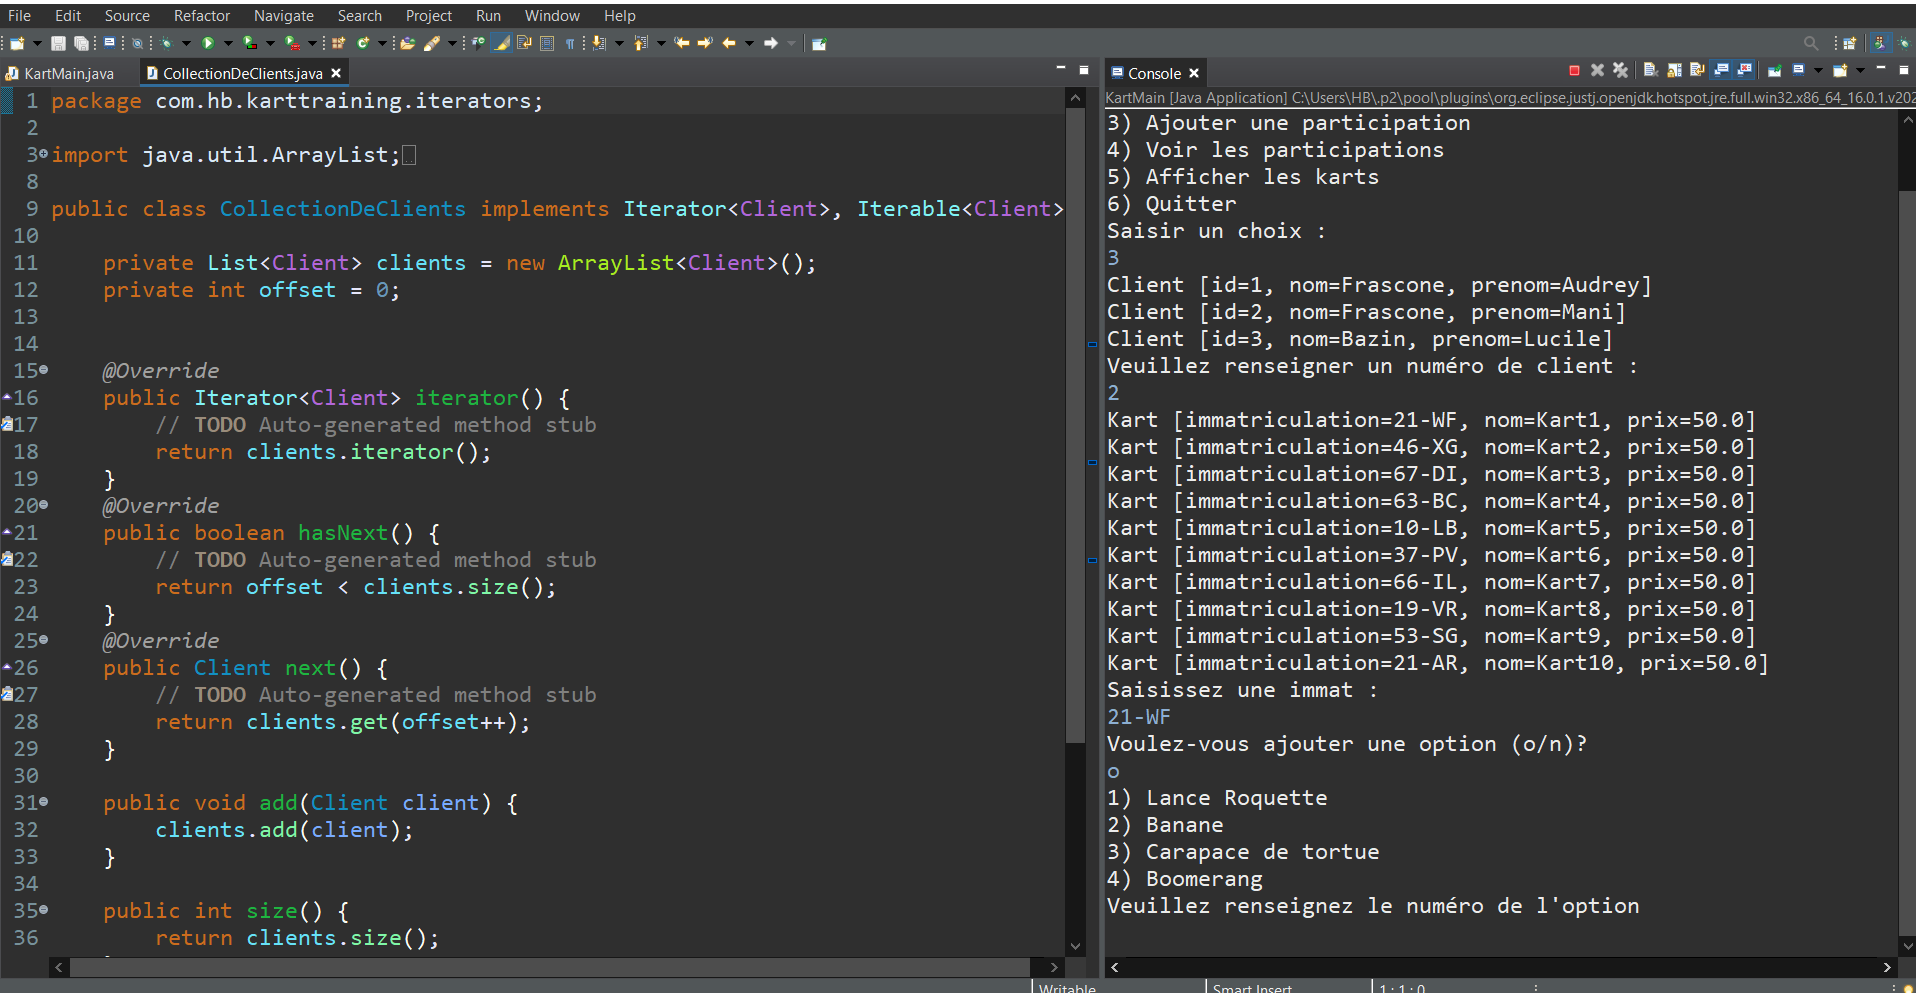 File Edit Source Refactor Navigate Search Project Run Window Help
KartMain.java CollectionDeClients.java
1 package com.hb.karttraining.iterators;
2
3 import java.util.ArrayList;
8
9 public class CollectionDeClients implements Iterator<Client>, Iterable<Client>
10
11 private List<Client> clients = new ArrayList<Client>();
12 private int offset = 0;
13
14
15 @Override
16 public Iterator<Client> iterator() {
17 // TODO Auto-generated method stub
18 return clients.iterator();
19 }
20 @Override
21 public boolean hasNext() {
22 // TODO Auto-generated method stub
23 return offset < clients.size();
24 }
25 @Override
26 public Client next() {
27 // TODO Auto-generated method stub
28 return clients.get(offset++);
29 }
30
31 public void add(Client client) {
32 clients.add(client);
33 }
34
35 public int size() {
36 return clients.size();
Console
KartMain [Java Application] C:\Users\HB\.p2\pool\plugins\org.eclipse.justj.openjdk.hotspot.jre.full.win32.x86_64_16.0.1.v202
3) Ajouter une participation
4) Voir les participations
5) Afficher les karts
6) Quitter
Saisir un choix :
3
Client [id=1, nom=Frascone, prenom=Audrey]
Client [id=2, nom=Frascone, prenom=Mani]
Client [id=3, nom=Bazin, prenom=Lucile]
Veuillez renseigner un numéro de client :
2
Kart [immatriculation=21-WF, nom=Kart1, prix=50.0]
Kart [immatriculation=46-XG, nom=Kart2, prix=50.0]
Kart [immatriculation=67-DI, nom=Kart3, prix=50.0]
Kart [immatriculation=63-BC, nom=Kart4, prix=50.0]
Kart [immatriculation=10-LB, nom=Kart5, prix=50.0]
Kart [immatriculation=37-PV, nom=Kart6, prix=50.0]
Kart [immatriculation=66-IL, nom=Kart7, prix=50.0]
Kart [immatriculation=19-VR, nom=Kart8, prix=50.0]
Kart [immatriculation=53-SG, nom=Kart9, prix=50.0]
Kart [immatriculation=21-AR, nom=Kart10, prix=50.0]
Saisissez une immat :
21-WF
Voulez-vous ajouter une option (o/n)?
o
1) Lance Roquette
2) Banane
3) Carapace de tortue
4) Boomerang
Veuillez renseignez le numéro de l'option
Writable Smart Insert 1 : 1 : 0